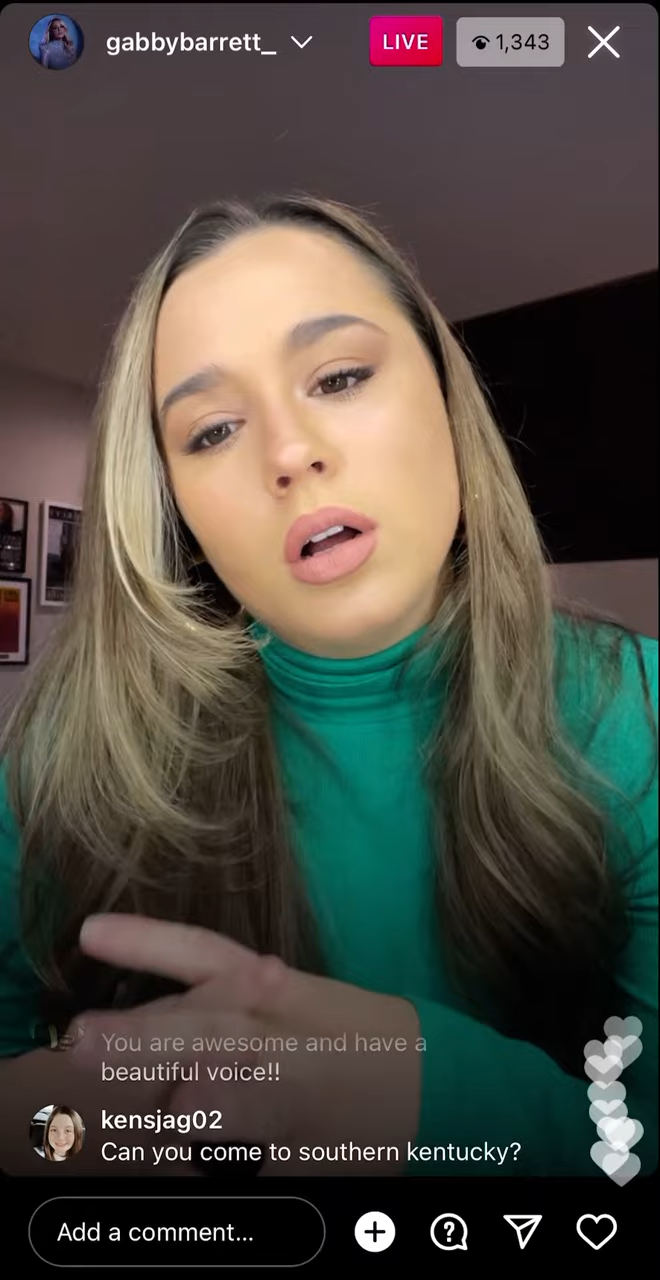 gabbybarrett_
LIVE
1,343
You are awesome and have a
beautiful voice!!
kensjag02
Can you come to southern kentucky?
Add a comment...